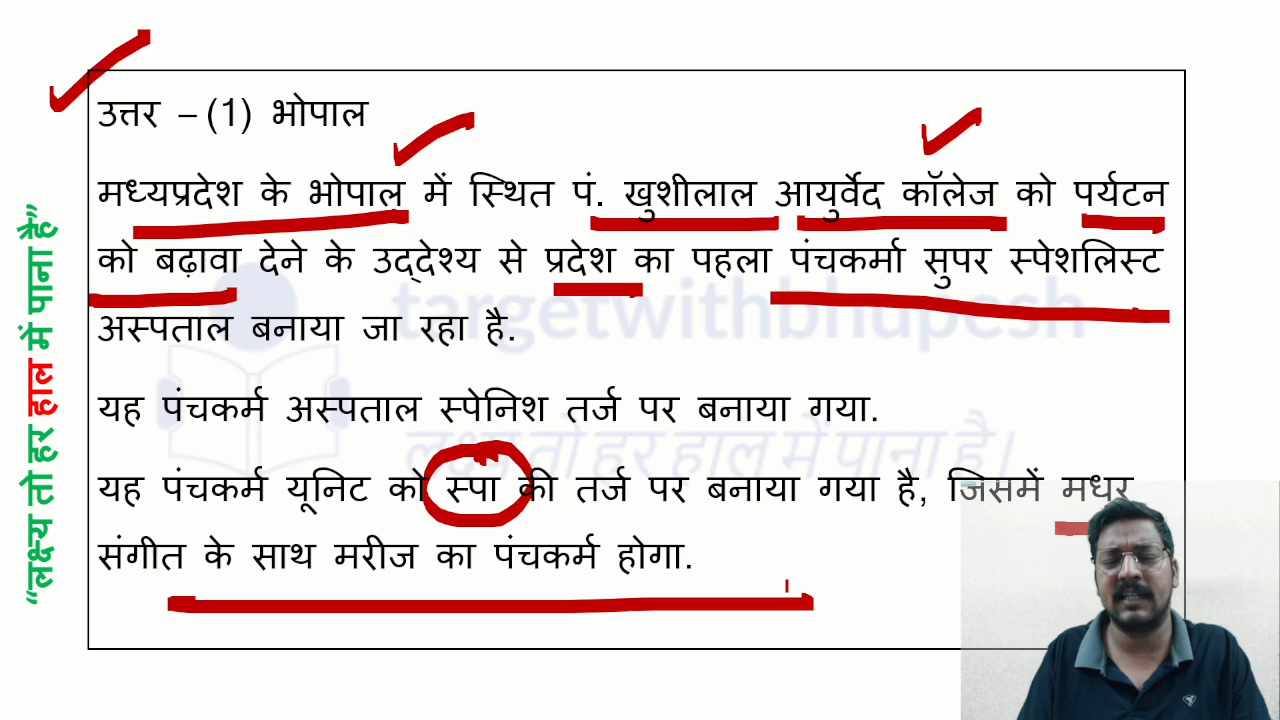 उत्तर – (1) भोपाल
मध्यप्रदेश के भोपाल में स्थित पं. खुशीलाल आयुर्वेद कॉलेज को पर्यटन
को बढ़ावा देने के उद्देश्य से प्रदेश का पहला पंचकर्मा सुपर स्पेशलिस्ट
अस्पताल बनाया जा रहा है.
यह पंचकर्म अस्पताल स्पेनिश तर्ज पर बनाया गया.
यह पंचकर्म यूनिट को स्पा की तर्ज पर बनाया गया है, जिसमें मधुर
संगीत के साथ मरीज का पंचकर्म होगा.
“लक्ष्य तो हर हाल में पाना है”
targetwithbhupesh
लक्ष्य तो हर हाल में पाना है।